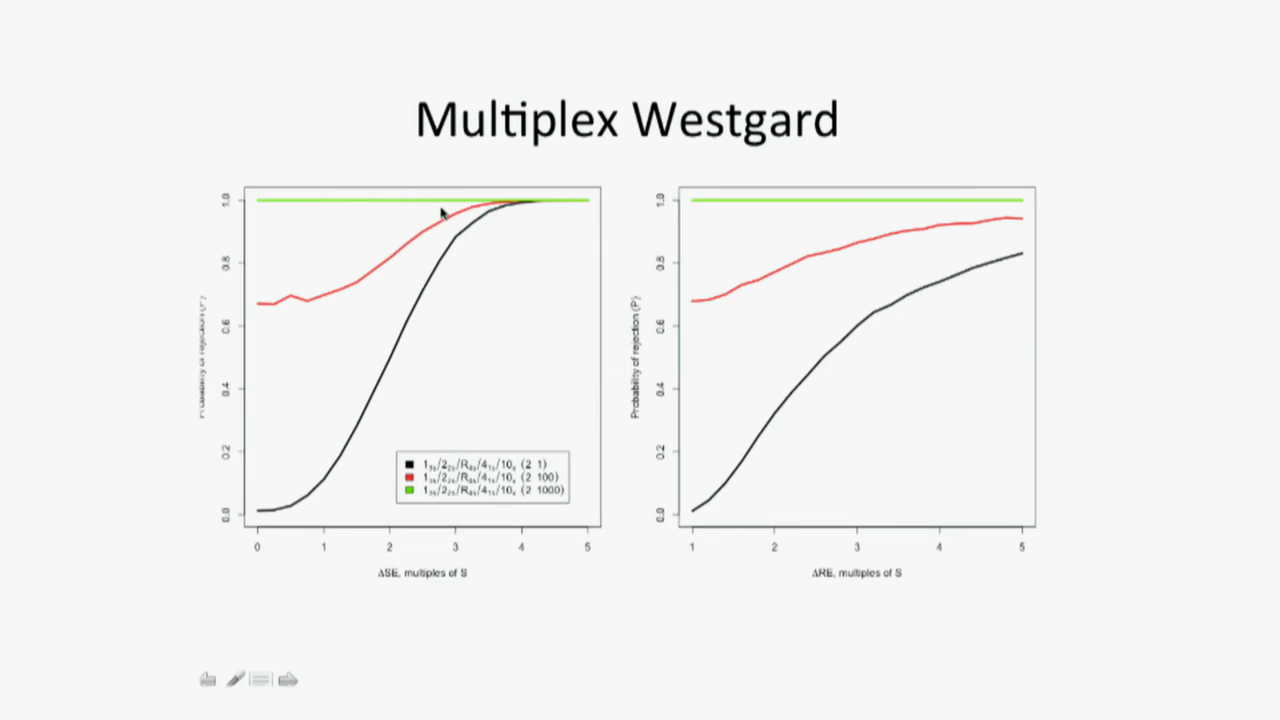 Multiplex Westgard
Probability of rejection (P)
1.0
0.8
0.6
0.4
0.2
0.0
0 1 2 3 4 5
ΔSE, multiples of S
1₃ₛ/2₂ₛ/R₄ₛ/4₁ₛ/10ₓ (2 1)
1₃ₛ/2₂ₛ/R₄ₛ/4₁ₛ/10ₓ (2 100)
1₃ₛ/2₂ₛ/R₄ₛ/4₁ₛ/10ₓ (2 1000)
Probability of rejection (P)
1.0
0.8
0.6
0.4
0.2
0.0
1 2 3 4 5
ΔRE, multiples of S